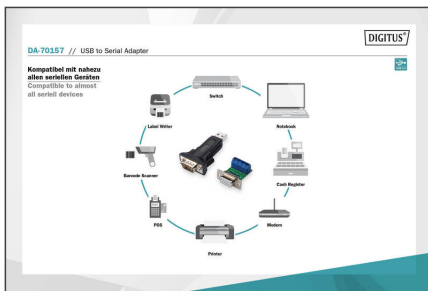 DIGITUS®
DA-70157 // USB to Serial Adapter
Kompatibel mit nahezu
allen seriellen Geräten
Compatible to almost
all seriell devices
Switch
Label Writer
Notebook
Barcode Scanner
Cash Register
POS
Modem
Printer